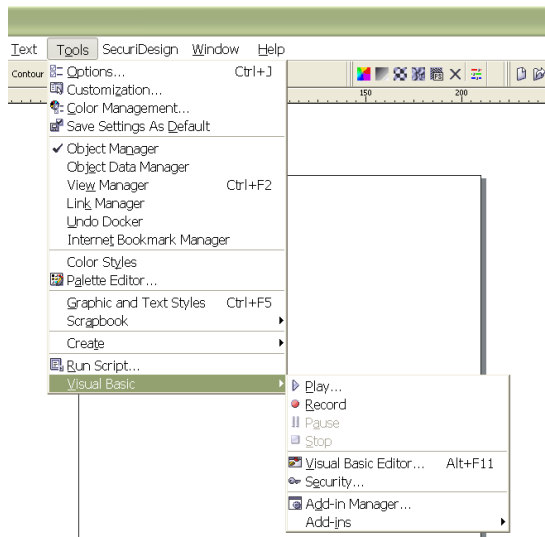 Text Tools SecuriDesign Window Help
Contour
150 200
Options... Ctrl+J
Customization...
Color Management...
Save Settings As Default
Object Manager
Object Data Manager
View Manager Ctrl+F2
Link Manager
Undo Docker
Internet Bookmark Manager
Color Styles
Palette Editor...
Graphic and Text Styles Ctrl+F5
Scrapbook
Create
Run Script...
Visual Basic
Play...
Record
Pause
Stop
Visual Basic Editor... Alt+F11
Security...
Add-in Manager...
Add-ins